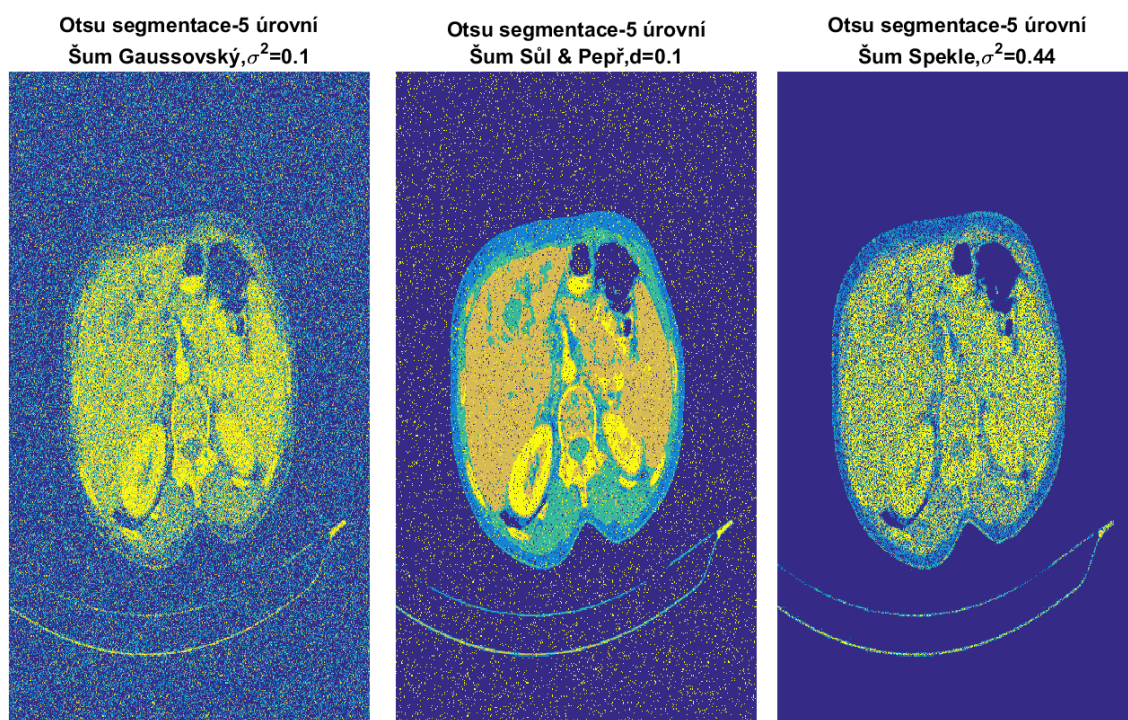 Otsu segmentace-5 úrovní
Šum Gaussovský,σ²=0.1
Otsu segmentace-5 úrovní
Šum Sůl & Pepř,d=0.1
Otsu segmentace-5 úrovní
Šum Spekle,σ²=0.44